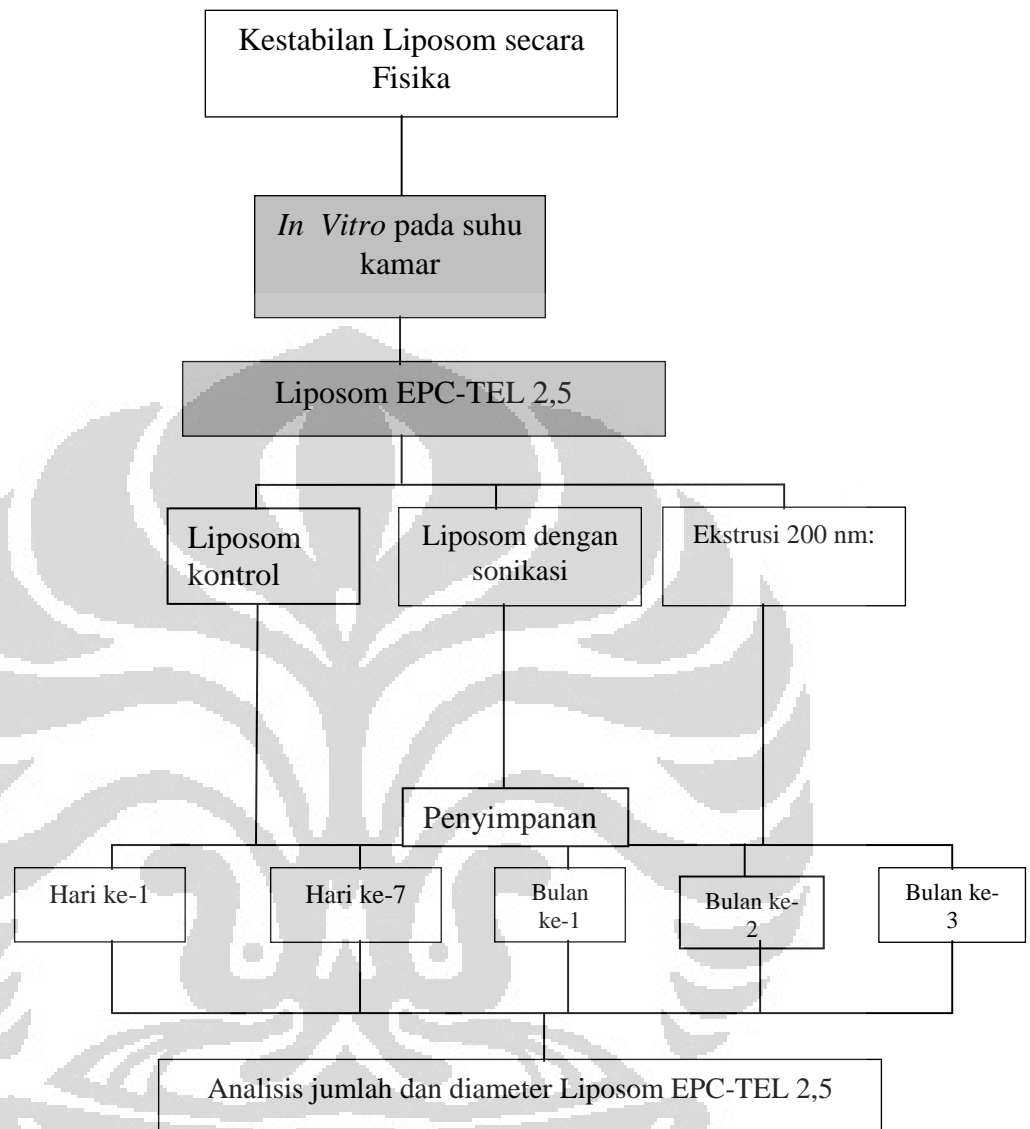 Kestabilan Liposom secara
Fisika
In Vitro pada suhu
kamar
Liposom EPC-TEL 2,5
Liposom
kontrol
Liposom dengan
sonikasi
Ekstrusi 200 nm:
Penyimpanan
Hari ke-1
Hari ke-7
Bulan
ke-1
Bulan ke-
2
Bulan ke-
3
Analisis jumlah dan diameter Liposom EPC-TEL 2,5